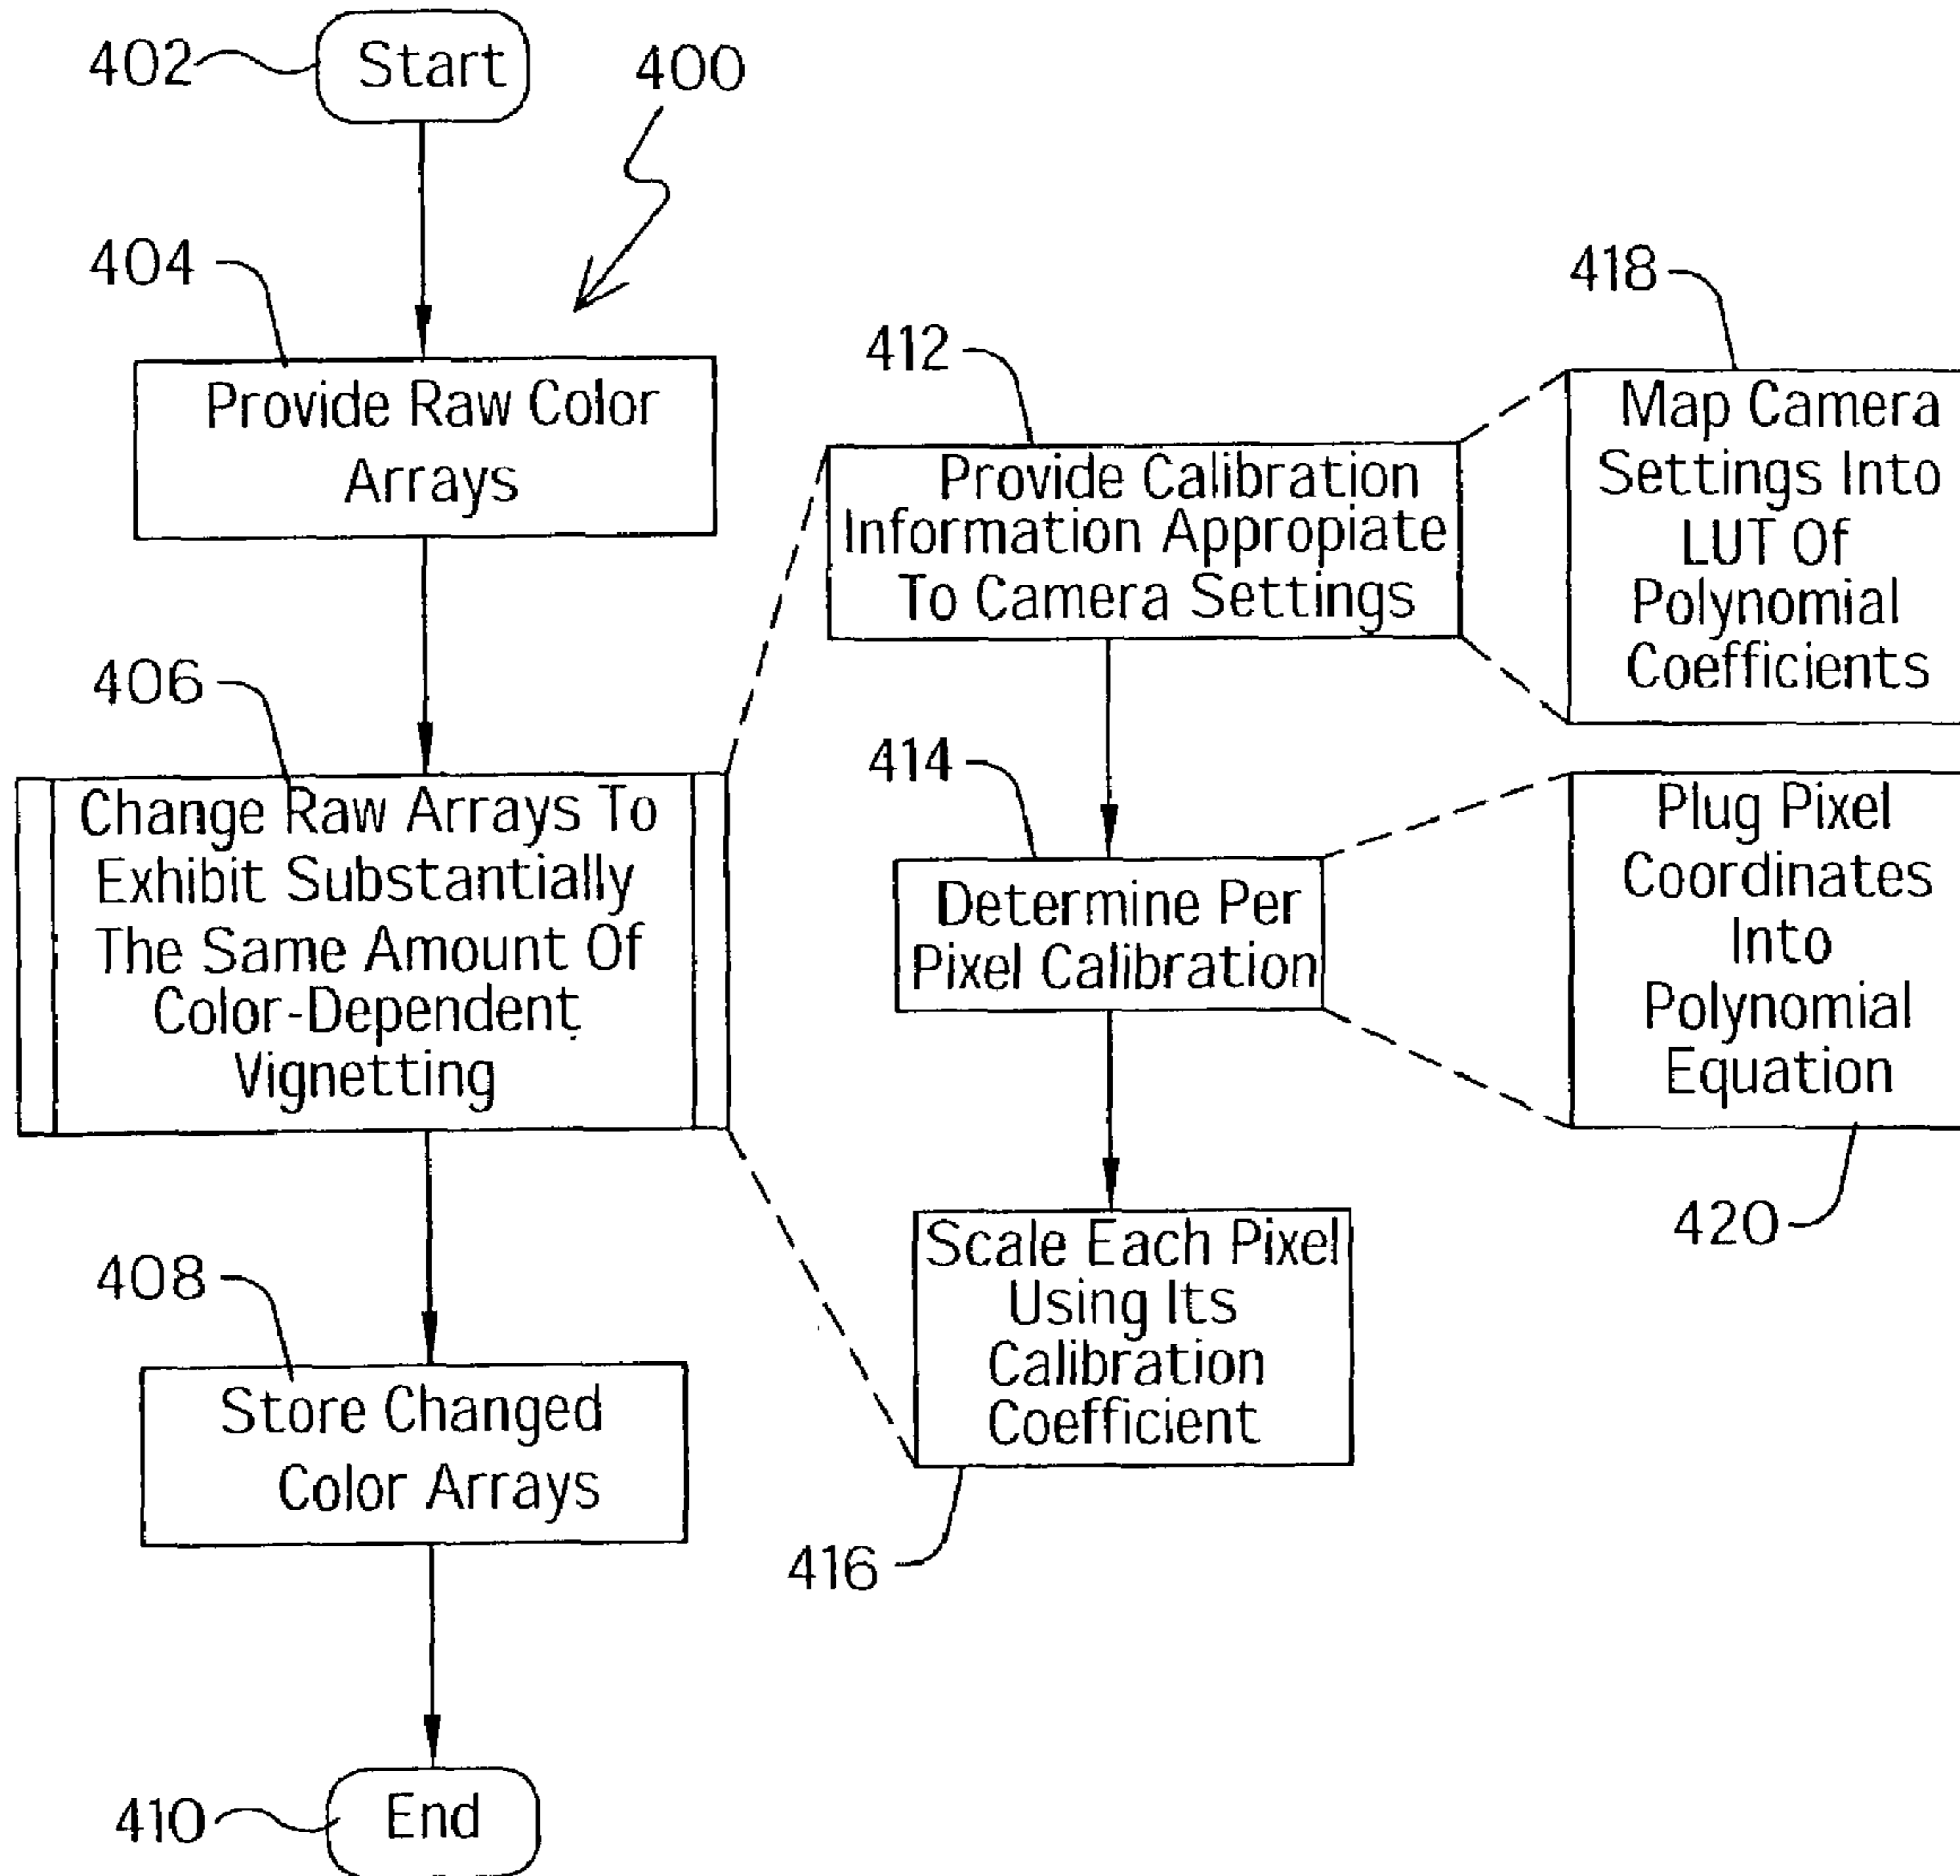 402
Start
400
404
Provide Raw Color
Arrays
406
Change Raw Arrays To
Exhibit Substantially
The Same Amount Of
Color-Dependent
Vignetting
408
Store Changed
Color Arrays
410
End
412
Provide Calibration
Information Appropiate
To Camera Settings
414
Determine Per
Pixel Calibration
Scale Each Pixel
Using Its
Calibration
Coefficient
416
418
Map Camera
Settings Into
LUT Of
Polynomial
Coefficients
Plug Pixel
Coordinates
Into
Polynomial
Equation
420